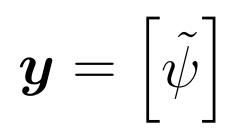 𝒚 = [ψ̃]